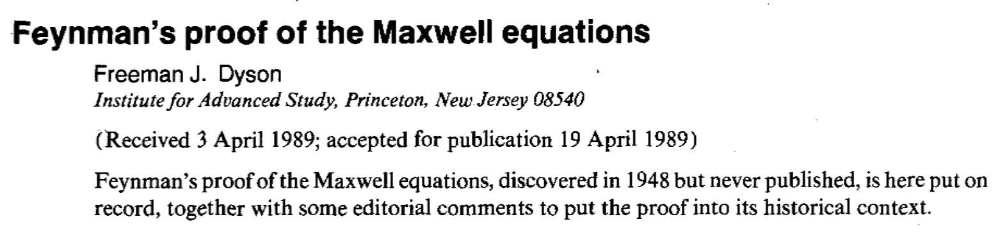 Feynman's proof of the Maxwell equations
Freeman J. Dyson
Institute for Advanced Study, Princeton, New Jersey 08540
(Received 3 April 1989; accepted for publication 19 April 1989)
Feynman's proof of the Maxwell equations, discovered in 1948 but never published, is here put on
record, together with some editorial comments to put the proof into its historical context.